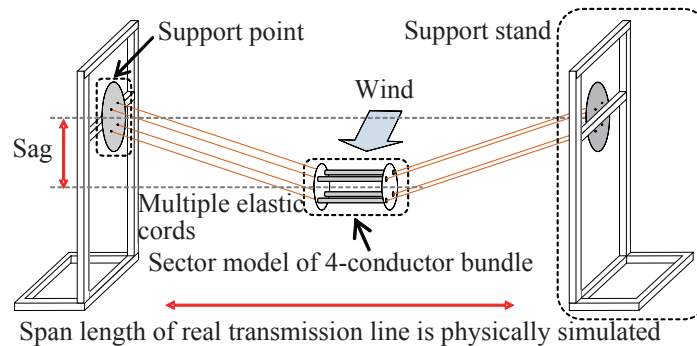 Support point
Support stand
Wind
Sag
Multiple elastic
cords
Sector model of 4-conductor bundle
Span length of real transmission line is physically simulated